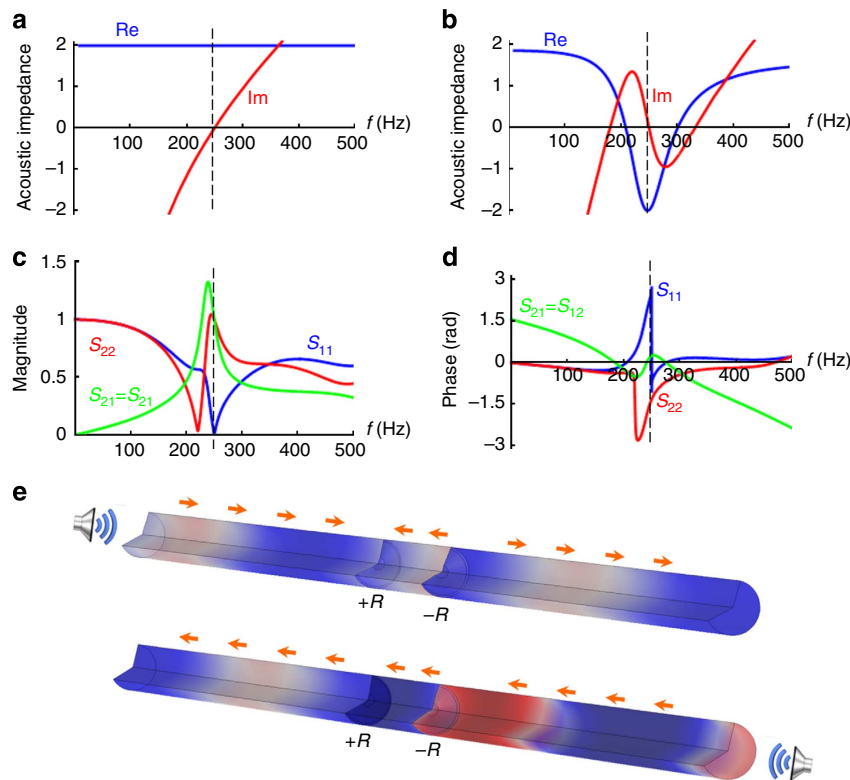 a
Re
Im
Acoustic impedance
f (Hz)
2
1
0
−1
−2
100 200 300 400 500
b
Re
Im
Acoustic impedance
f (Hz)
2
1
0
−1
−2
100 200 300 400 500
c
Magnitude
1.5
1
0.5
0
S22
S11
S21=S21
f (Hz)
100 200 300 400 500
d
Phase (rad)
3
1.5
0
−1.5
−3
S21=S12
S11
S22
f (Hz)
100 200 300 400 500
e
+R
−R
+R
−R